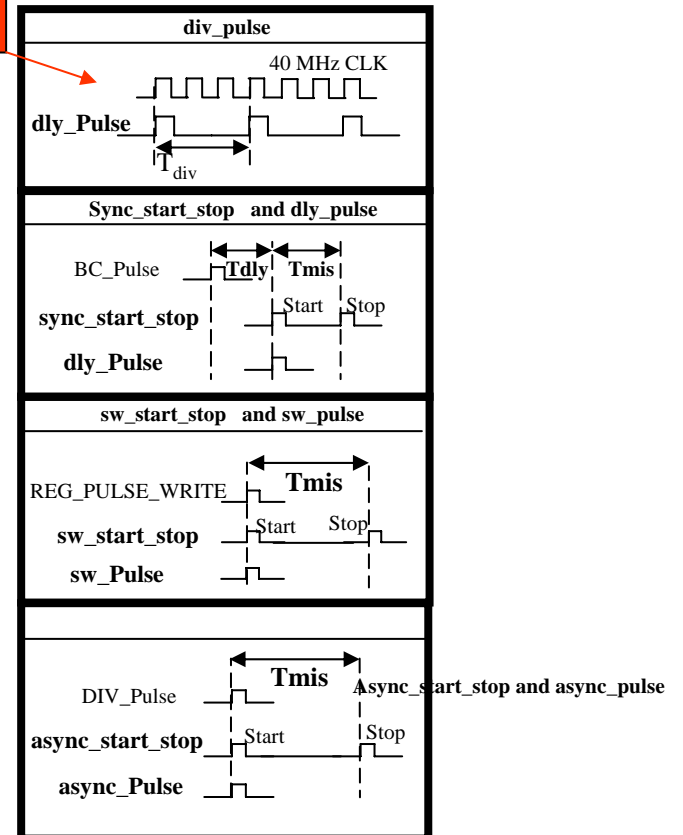 div_pulse
40 MHz CLK
dly_Pulse
Tdiv
Sync_start_stop and dly_pulse
BC_Pulse
Tdly Tmis
Start Stop
sync_start_stop
dly_Pulse
sw_start_stop and sw_pulse
REG_PULSE_WRITE
Tmis
Start Stop
sw_start_stop
sw_Pulse
Tmis
Async_start_stop and async_pulse
DIV_Pulse
async_start_stop Start Stop
async_Pulse